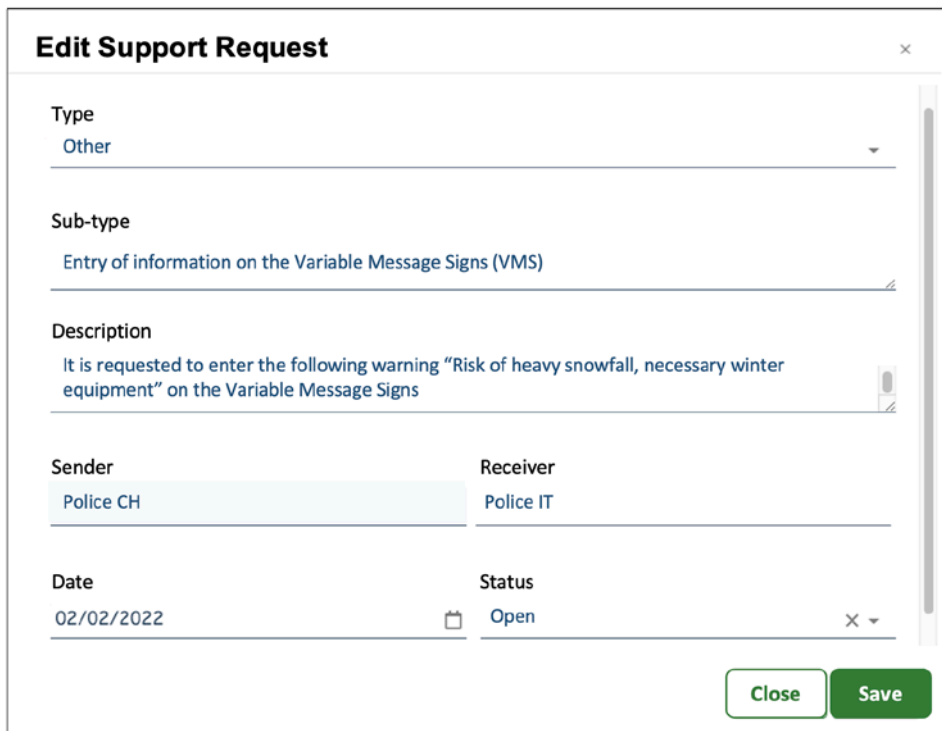 Edit Support Request
×
Type
Other
Sub-type
Entry of information on the Variable Message Signs (VMS)
Description
It is requested to enter the following warning “Risk of heavy snowfall, necessary winter
equipment” on the Variable Message Signs
Sender
Receiver
Police CH
Police IT
Date
Status
02/02/2022
Open
Close
Save